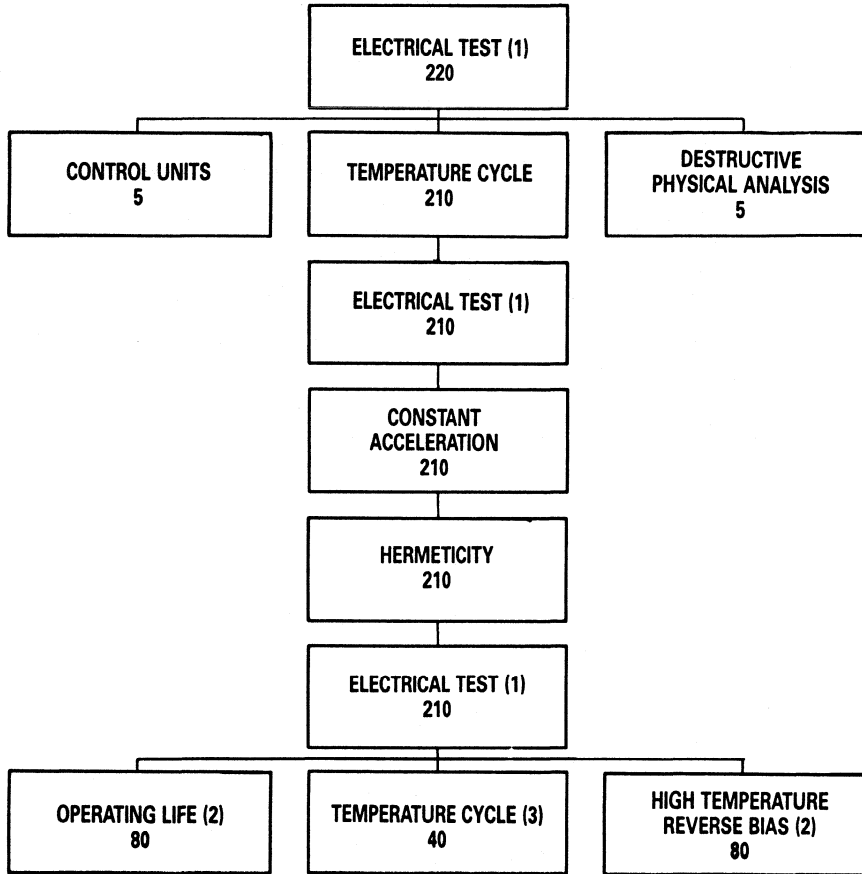 ELECTRICAL TEST (1)
220
CONTROL UNITS
5
TEMPERATURE CYCLE
210
DESTRUCTIVE
PHYSICAL ANALYSIS
5
ELECTRICAL TEST (1)
210
CONSTANT
ACCELERATION
210
HERMETICITY
210
ELECTRICAL TEST (1)
210
OPERATING LIFE (2)
80
TEMPERATURE CYCLE (3)
40
HIGH TEMPERATURE
REVERSE BIAS (2)
80